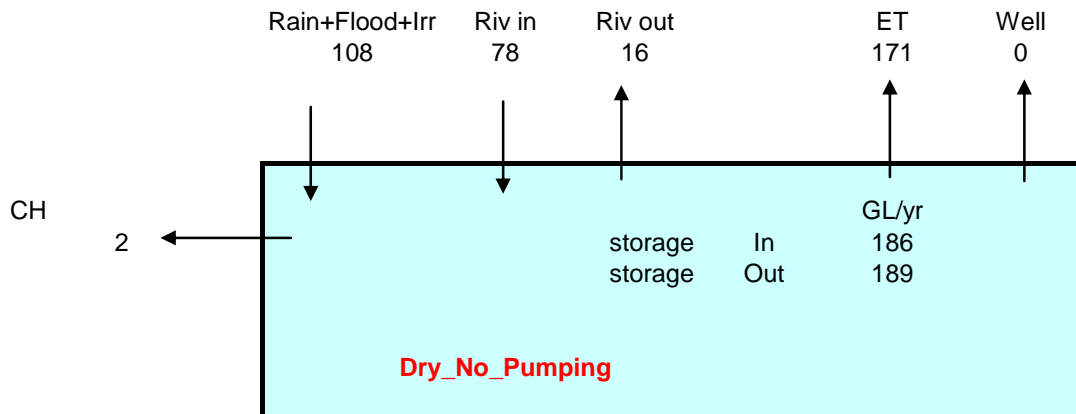 Rain+Flood+Irr Riv in Riv out ET Well
108 78 16 171 0
CH GL/yr
2 storage In 186
storage Out 189
Dry_No_Pumping